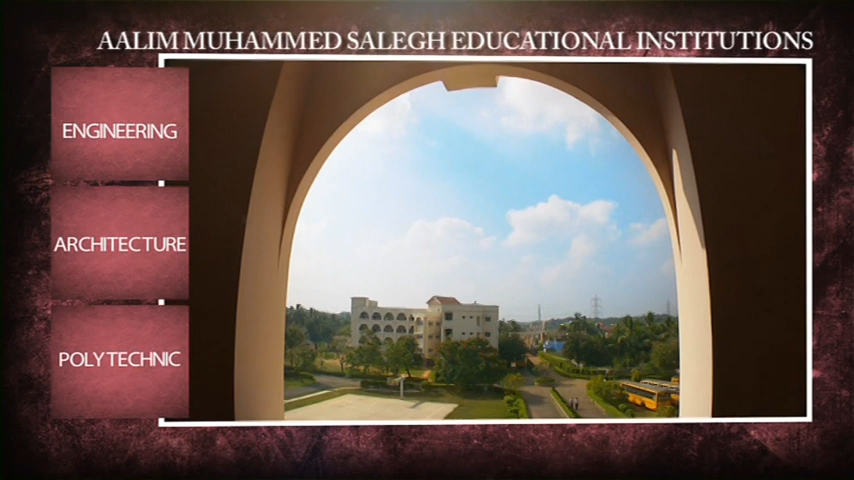 AALIM MUHAMMED SALEGH EDUCATIONAL INSTITUTIONS
ENGINEERING
ARCHITECTURE
POLYTECHNIC